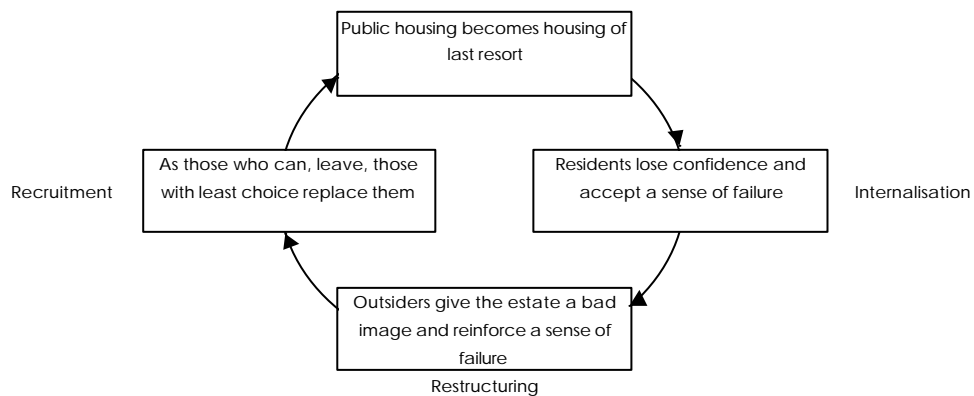 Public housing becomes housing of
last resort
Recruitment
As those who can, leave, those
with least choice replace them
Residents lose confidence and
accept a sense of failure
Internalisation
Outsiders give the estate a bad
image and reinforce a sense of
failure
Restructuring